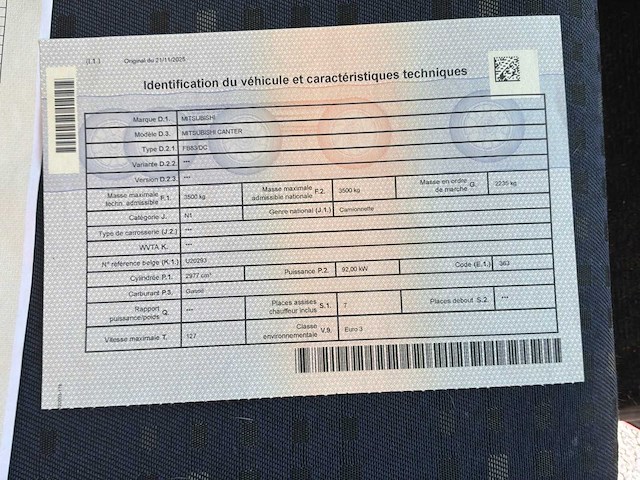 (I.1) Original du 21/11/2025
Identification du véhicule et caractéristiques techniques
Marque D.1. MITSUBISHI
Modèle D.3. MITSUBISHI CANTER
Type D.2.1. FB83/DC
Variante D.2.2. ***
Version D.2.3. ***
Masse maximale techn. admissible F.1. 3500 kg Masse maximale admissible nationale F.2. 3500 kg Masse en ordre de marche G. 2235 kg
Catégorie J. N1 Genre national (J.1.) Camionnette
Type de carrosserie (J.2.) ***
WVTA K. ***
N° référence belge (K.1.) U20293
Cylindrée P.1. 2977 cm³ Puissance P.2. 92,00 kW Code (E.1.) 363
Carburant P.3. Gasoil
Rapport puissance/poids Q. *** Places assises chauffeur inclus S.1. 7 Places debout S.2. ***
Vitesse maximale T. 127 Classe environnementale V.9. Euro 3